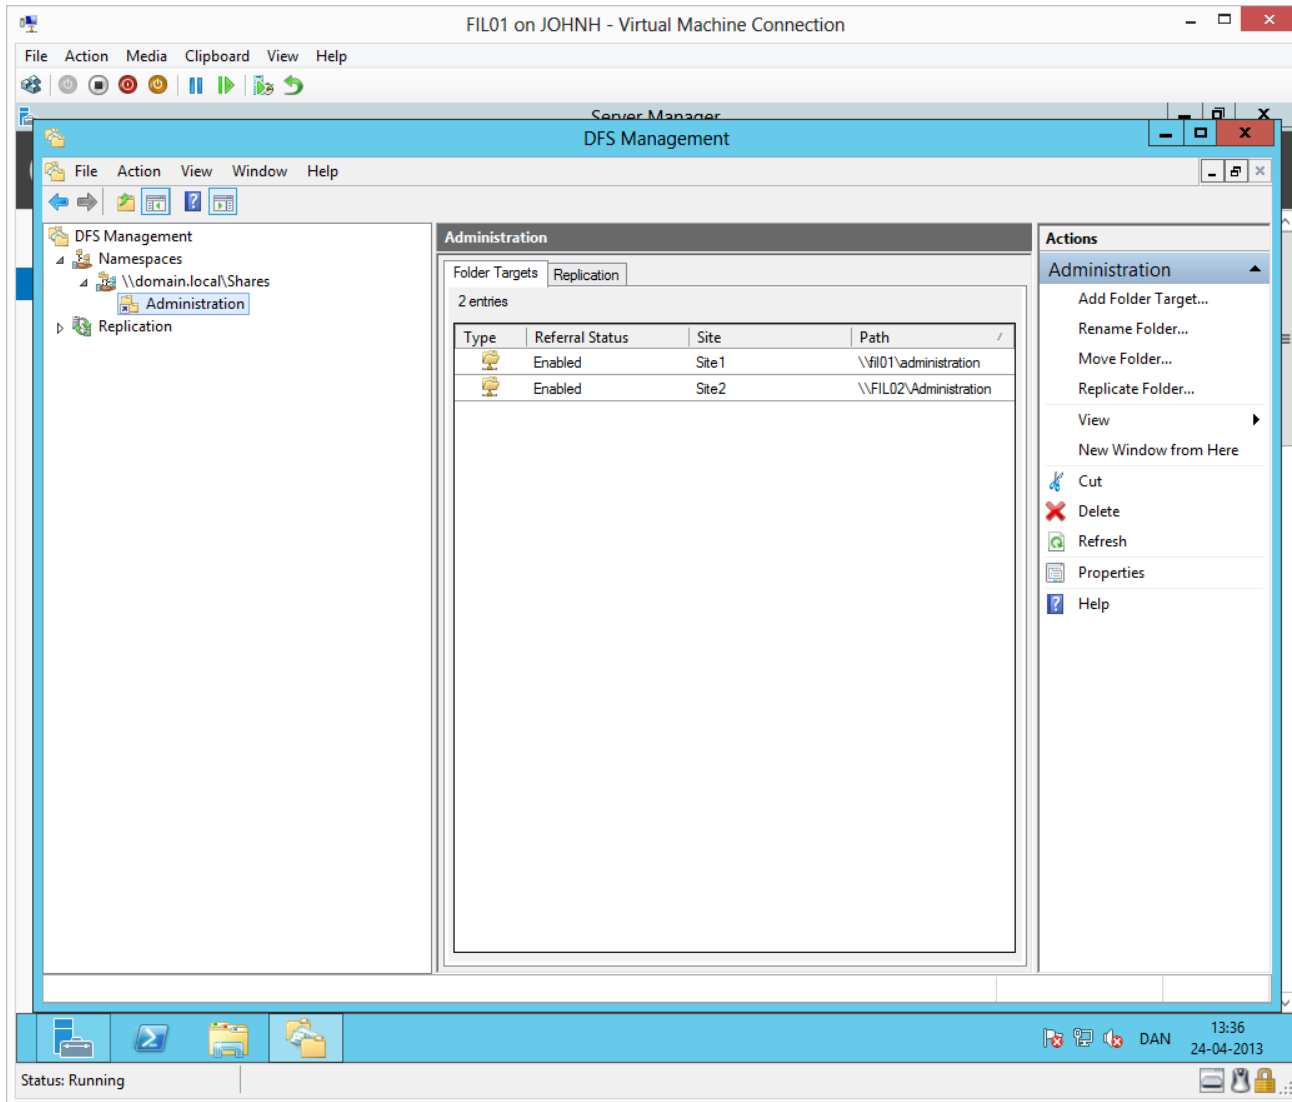 FIL01 on JOHNH - Virtual Machine Connection
File Action Media Clipboard View Help
Server Manager
DFS Management
File Action View Window Help
DFS Management
Namespaces
\\domain.local\Shares
Administration
Replication
Administration
Folder Targets Replication
2 entries
Type Referral Status Site Path
Enabled Site1 \\fil01\administration
Enabled Site2 \\FIL02\Administration
Actions
Administration
Add Folder Target...
Rename Folder...
Move Folder...
Replicate Folder...
View
New Window from Here
Cut
Delete
Refresh
Properties
Help
DAN
13:36
24-04-2013
Status: Running